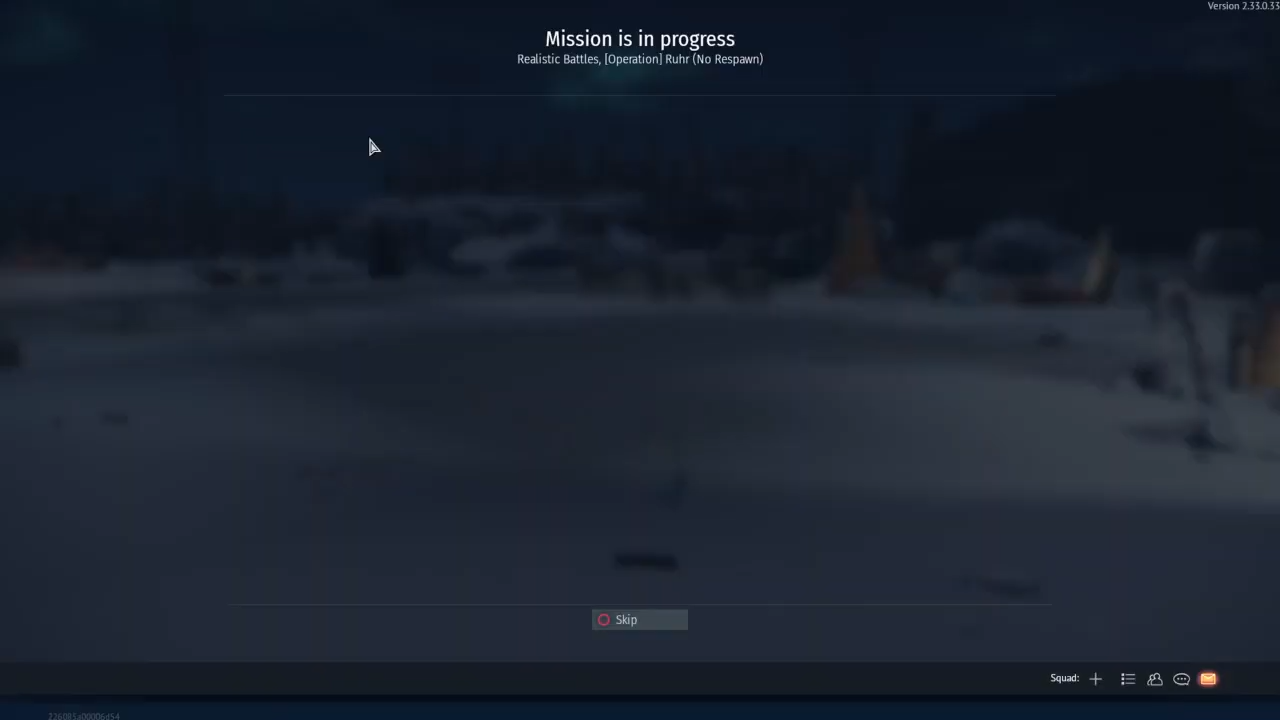 Version 2.33.0.33
Mission is in progress
Realistic Battles, [Operation] Ruhr (No Respawn)
Skip
Squad: